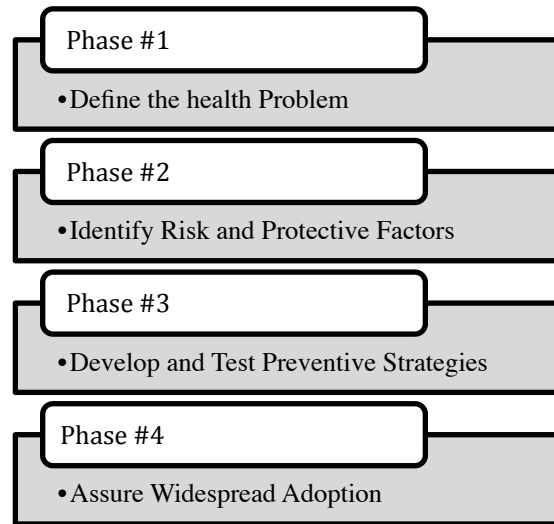 Phase #1
•Define the health Problem
Phase #2
•Identify Risk and Protective Factors
Phase #3
•Develop and Test Preventive Strategies
Phase #4
•Assure Widespread Adoption